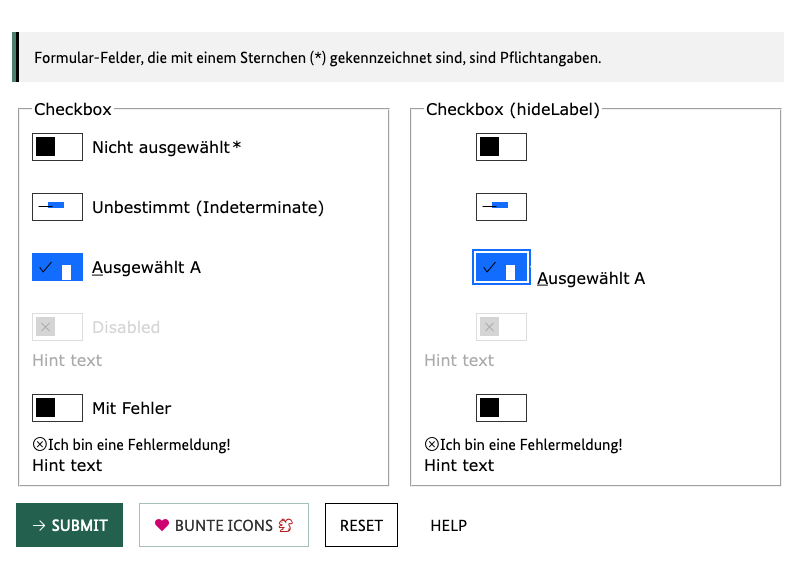 Formular-Felder, die mit einem Sternchen (*) gekennzeichnet sind, sind Pflichtangaben.
Checkbox
Nicht ausgewählt*
Unbestimmt (Indeterminate)
Ausgewählt A
Disabled
Hint text
Mit Fehler
Ich bin eine Fehlermeldung!
Hint text
Checkbox (hideLabel)
Ausgewählt A
Hint text
Ich bin eine Fehlermeldung!
Hint text
SUBMIT
BUNTE ICONS
RESET
HELP